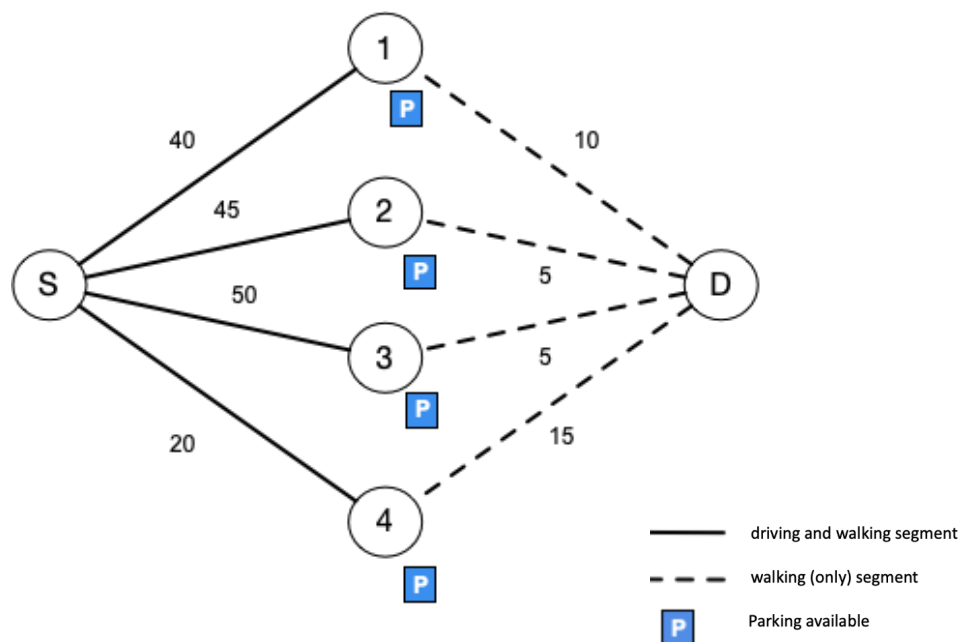 1
P
40
10
2
45
P
5
S
D
50
3
5
P
20
15
4
P
driving and walking segment
walking (only) segment
P
Parking available